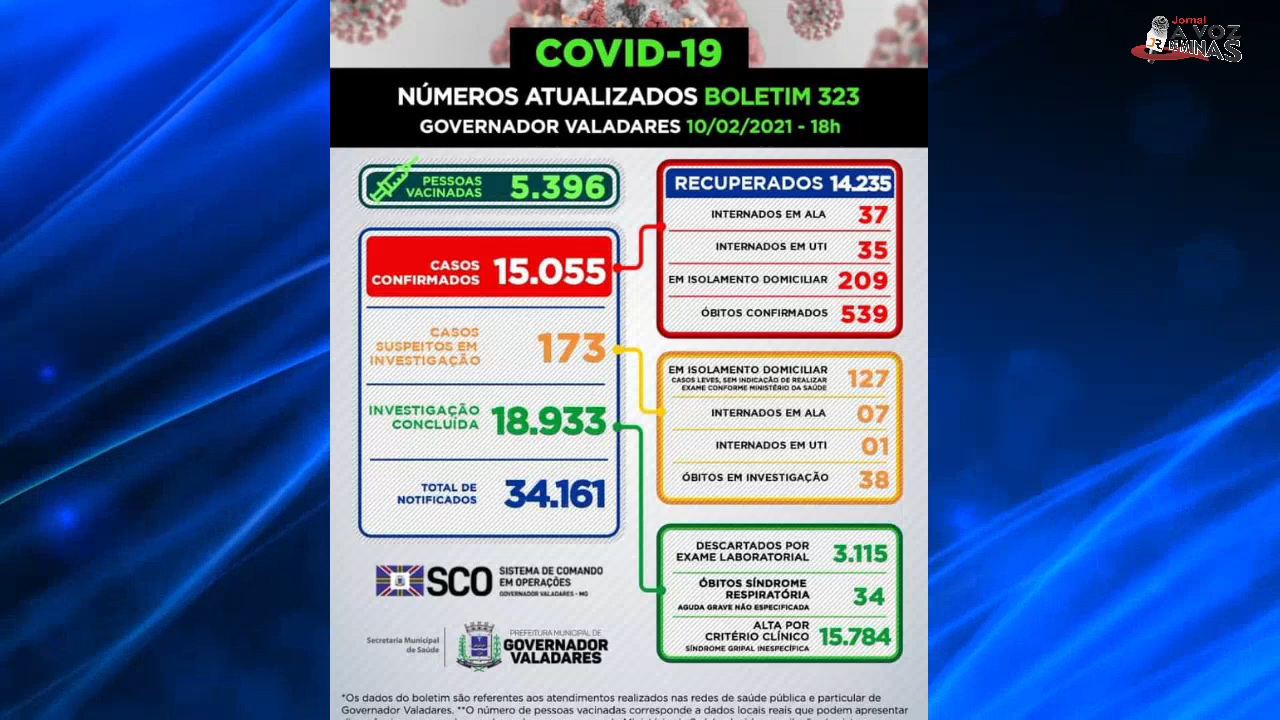 Jornal
A VOZ
DE MINAS
COVID-19
NÚMEROS ATUALIZADOS BOLETIM 323
GOVERNADOR VALADARES 10/02/2021 - 18h
PESSOAS
VACINADAS 5.396
CASOS
CONFIRMADOS 15.055
CASOS
SUSPEITOS EM
INVESTIGAÇÃO 173
INVESTIGAÇÃO
CONCLUÍDA 18.933
TOTAL DE
NOTIFICADOS 34.161
RECUPERADOS 14.235
INTERNADOS EM ALA 37
INTERNADOS EM UTI 35
EM ISOLAMENTO DOMICILIAR 209
ÓBITOS CONFIRMADOS 539
EM ISOLAMENTO DOMICILIAR
CASOS LEVES, SEM INDICAÇÃO DE REALIZAR
EXAME CONFORME MINISTÉRIO DA SAÚDE 127
INTERNADOS EM ALA 07
INTERNADOS EM UTI 01
ÓBITOS EM INVESTIGAÇÃO 38
DESCARTADOS POR
EXAME LABORATORIAL 3.115
ÓBITOS SÍNDROME
RESPIRATÓRIA 34
AGUDA GRAVE NÃO ESPECIFICADA
ALTA POR
CRITÉRIO CLÍNICO 15.784
SÍNDROME GRIPAL INESPECÍFICA
SCO SISTEMA DE COMANDO
EM OPERAÇÕES
GOVERNADOR VALADARES - MG
Secretaria Municipal
de Saúde
PREFEITURA MUNICIPAL DE
GOVERNADOR
VALADARES
*Os dados do boletim são referentes aos atendimentos realizados nas redes de saúde pública e particular de
Governador Valadares. **O número de pessoas vacinadas corresponde a dados locais reais que podem apresentar